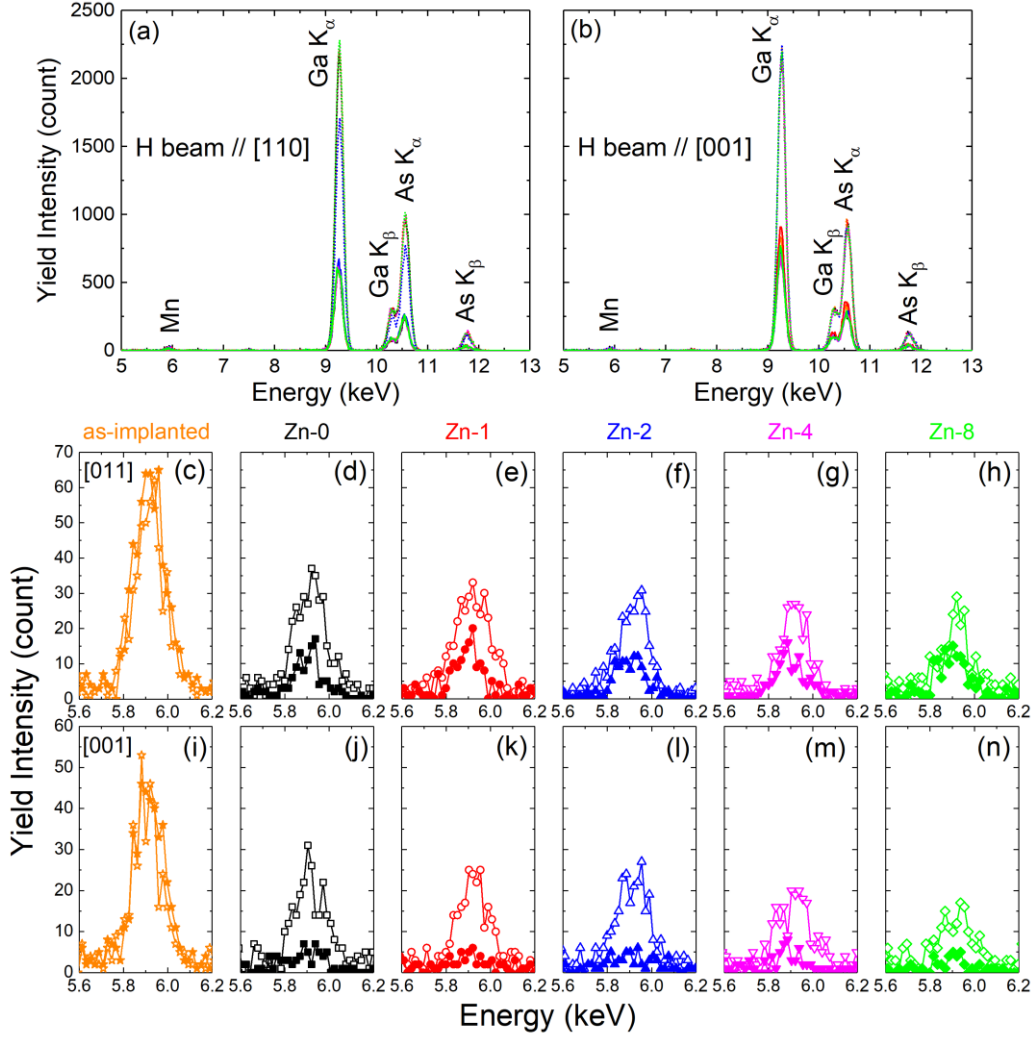 (a)
Ga Kα
H beam // [110]
As Kα
Ga Kβ
As Kβ
Mn
Yield Intensity (count)
2500
2000
1500
1000
500
0
5 6 7 8 9 10 11 12 13
Energy (keV)
(b)
Ga Kα
H beam // [001]
As Kα
Ga Kβ
As Kβ
Mn
5 6 7 8 9 10 11 12 13
Energy (keV)
as-implanted Zn-0 Zn-1 Zn-2 Zn-4 Zn-8
[011] (c) (d) (e) (f) (g) (h)
70
60
50
40
30
20
10
0
5.6 5.8 6.0 6.2 5.6 5.8 6.0 6.2 5.6 5.8 6.0 6.2 5.6 5.8 6.0 6.2 5.6 5.8 6.0 6.2 5.6 5.8 6.0 6.2
Yield Intensity (count)
[001] (i) (j) (k) (l) (m) (n)
60
50
40
30
20
10
0
5.6 5.8 6.0 6.2 5.6 5.8 6.0 6.2 5.6 5.8 6.0 6.2 5.6 5.8 6.0 6.2 5.6 5.8 6.0 6.2 5.6 5.8 6.0 6.2
Energy (keV)